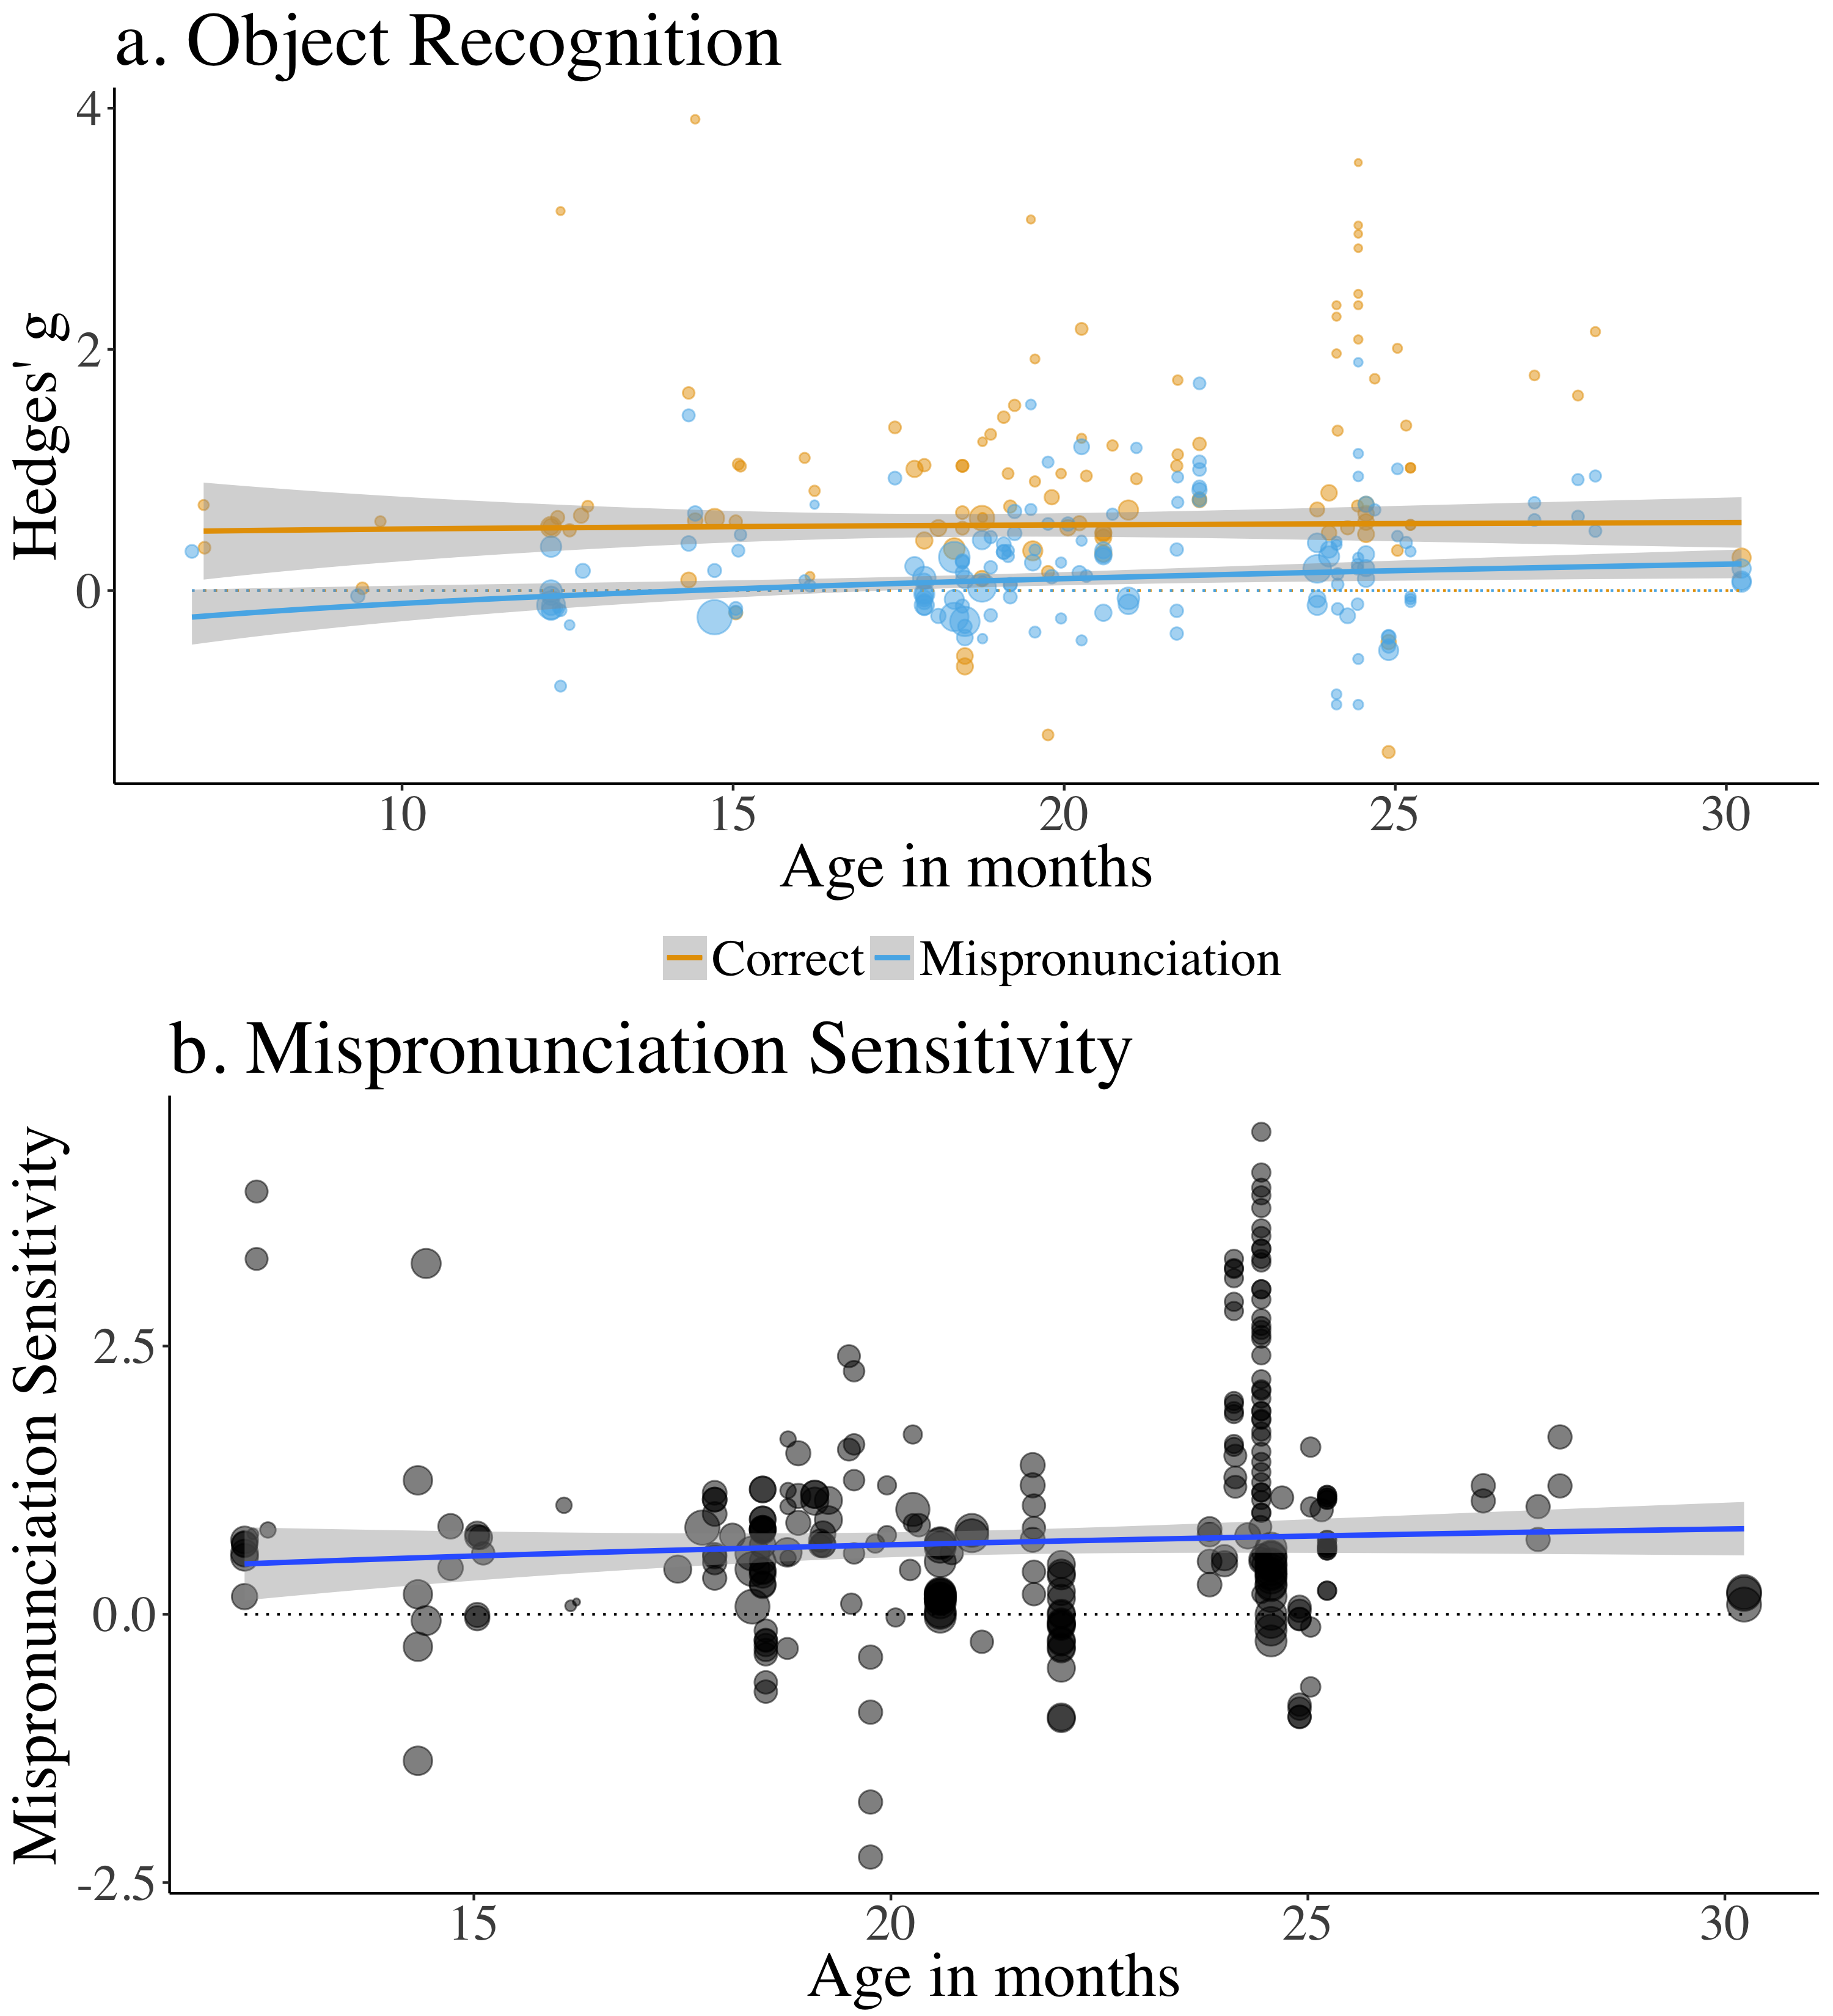 a. Object Recognition
Hedges' g
4
2
0
10 15 20 25 30
Age in months
Correct Mispronunciation
b. Mispronunciation Sensitivity
Mispronunciation Sensitivity
2.5
0.0
-2.5
15 20 25 30
Age in months